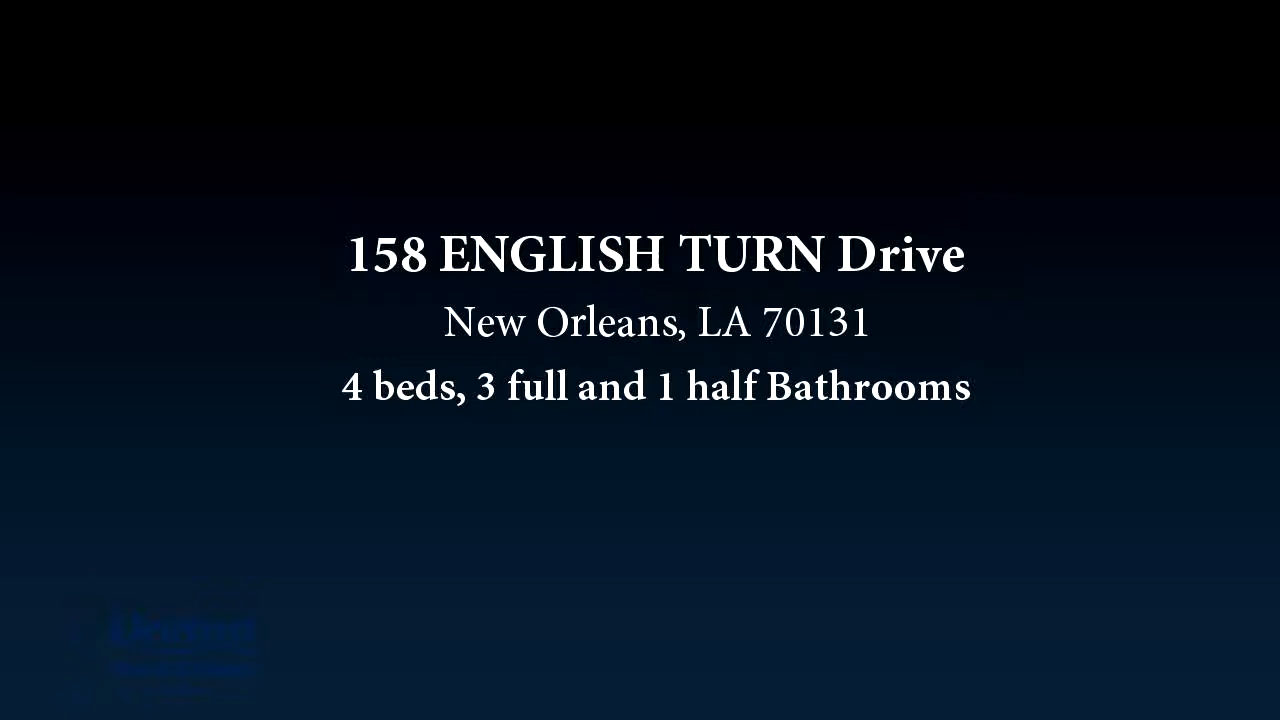 158 ENGLISH TURN Drive
New Orleans, LA 70131
4 beds, 3 full and 1 half Bathrooms